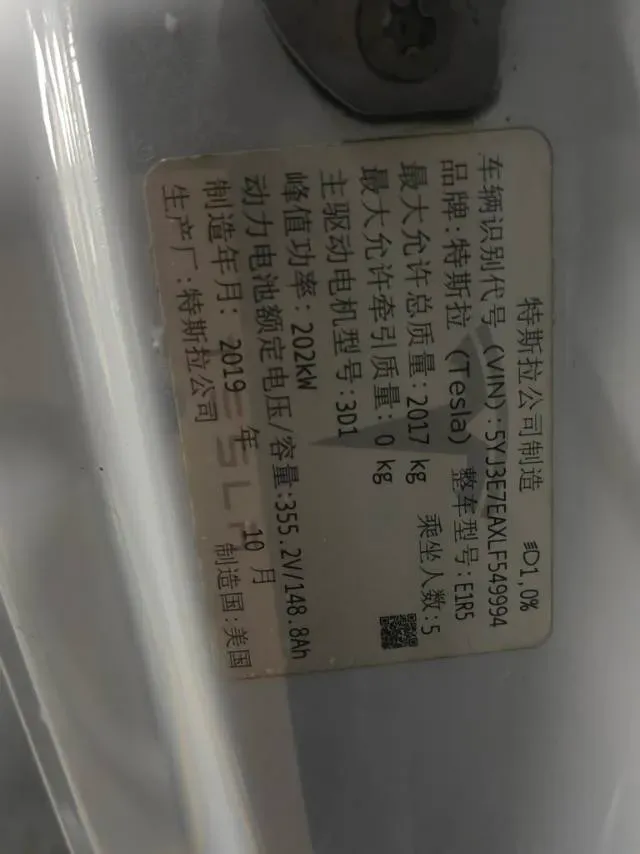 特斯拉公司制造 1,0%
车辆识别代号 (VIN):5YJ3E7EAXLF549994
品牌:特斯拉 (Tesla) 整车型号:E1R5
最大允许总质量:2017 kg 乘坐人数:5
最大允许牵引质量: 0 kg
主驱动电机型号:3D1
峰值功率: 202kW
动力电池额定电压/容量:355.2V/148.8Ah
制造年月: 2019 年 10 月
生产厂:特斯拉公司 制造国:美国